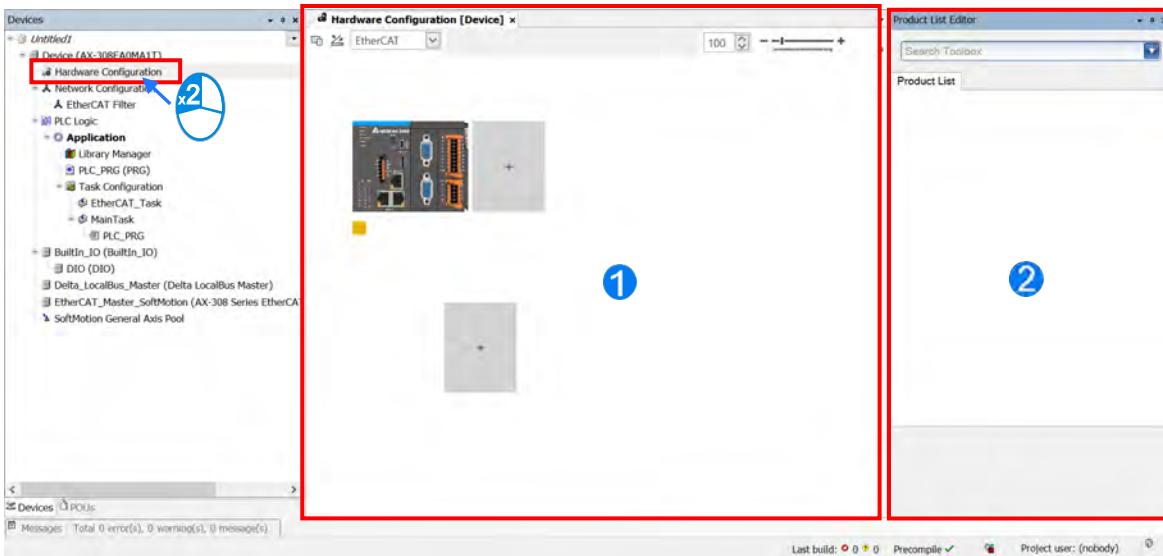 Devices
Untitled1
Device (AX-308EA0MA1T)
Hardware Configuration
Network Configuration
EtherCAT Filter
PLC Logic
Application
Library Manager
PLC_PRG (PRG)
Task Configuration
EtherCAT_Task
MainTask
PLC_PRG
BuiltIn_IO (BuiltIn_IO)
DIO (DIO)
Delta_LocalBus_Master (Delta LocalBus Master)
EtherCAT_Master_SoftMotion (AX-308 Series EtherCA
SoftMotion General Axis Pool
x2
Devices
POUs
Messages Total 0 error(s), 0 warning(s), 0 message(s)
Hardware Configuration [Device] x
EtherCAT
100
1
Product List Editor
Search Toolbox
Product List
2
Last build: 0 0 Precompile Project user: (nobody)